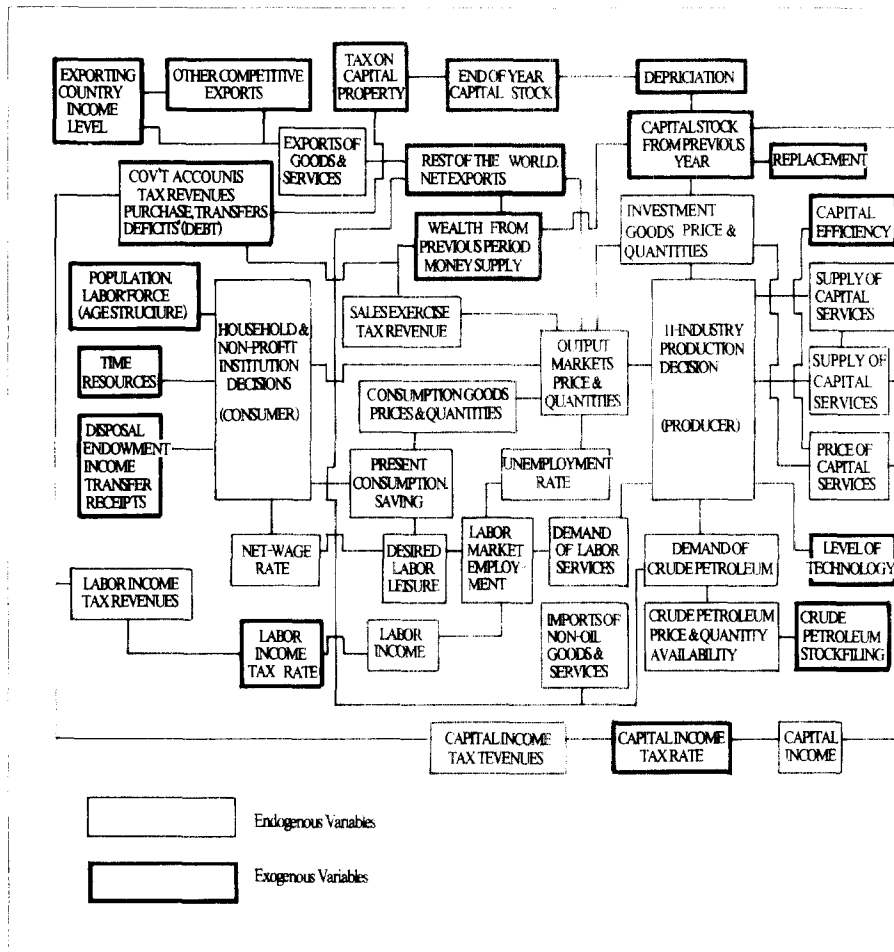 EXPORTING
COUNTRY
INCOME
LEVEL
OTHER COMPETITIVE
EXPORTS
TAX ON
CAPITAL
PROPERTY
END OF YEAR
CAPITAL STOCK
DEPRICIATION
EXPORTS OF
GOODS &
SERVICES
CAPITAL STOCK
FROM PREVIOUS
YEAR
REPLACEMENT
COV'T ACCOUNIS
TAX REVENUES
PURCHASE, TRANSFERS
DEFICITS' (DEBT)
REST OF THE WORLD.
NET EXPORTS
WEALTH FROM
PREVIOUS PERIOD
MONEY SUPPLY
INVESTMENT
GOODS PRICE &
QUANTITIES
CAPITAL
EFFICIENCY
POPULATION.
LABOR'FORCE
(AGE STRUCTURE)
SUPPLY OF
CAPITAL
SERVICES
SALES EXERCISE
TAX REVENUE
HOUSEHOLD &
NON-PROFIT
INSTITUTION
DECISIONS
(CONSUMER)
OUTPUT
MARKETS
PRICE &
QUANTITIES
11-INDUSTRY
PRODUCTION
DECISION
(PRODUCER)
TIME
RESOURCES
SUPPLY OF
CAPITAL
SERVICES
CONSUMPTION GOODS
PRICES & QUANTITIES
DISPOSAL
ENDOWMENT
INCOME
TRANSFER
RECEIPTS
PRICE OF
CAPITAL
SERVICES
PRESENT
CONSUMPTION.
SAVING
UNEMPLOYMENT
RATE
NET-WAGE
RATE
DESIRED
LABOR
LEISURE
LABOR
MARKET
EMPLOY
MENT
DEMAND
OF LABOR
SERVICES
DEMAND OF
CRUDE PETROLEUM
LEVEL OF
TECHNOLOGY
LABOR INCOME
TAX REVENUES
LABOR
INCOME
TAX RATE
LABOR
INCOME
IMPORTS OF
NON-OIL
GOODS &
SERVICES
CRUDE PETROLEUM
PRICE & QUANTITY
AVAILABILITY
CRUDE
PETROLEUM
STOCKFILING
CAPITAL INCOME
TAX TEVENUES
CAPITAL INCOME
TAX RATE
CAPITAL
INCOME
Endogenous Variables
Exogenous Variables